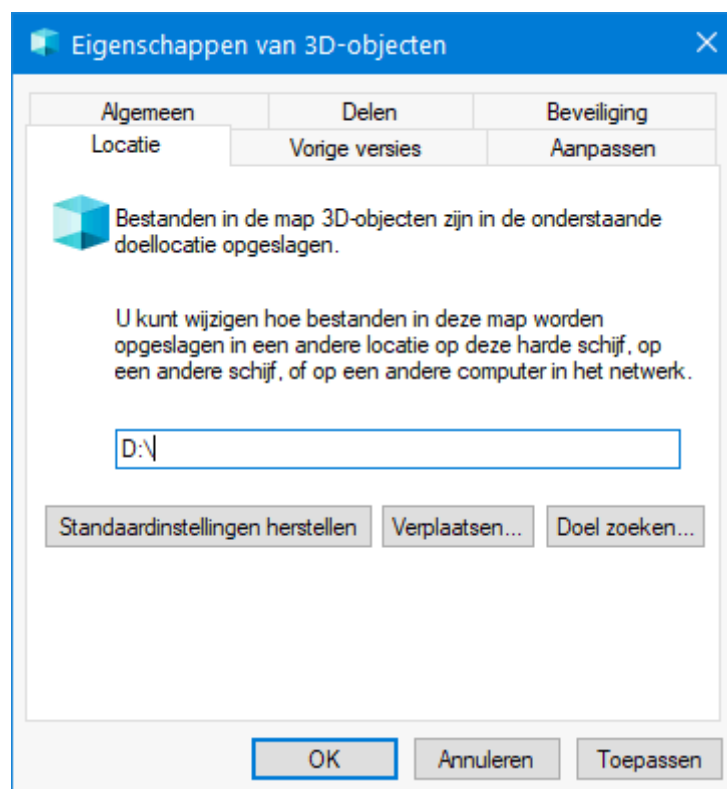 Eigenschappen van 3D-objecten
Algemeen Delen Beveiliging
Locatie Vorige versies Aanpassen
Bestanden in de map 3D-objecten zijn in de onderstaande
doellocatie opgeslagen.
U kunt wijzigen hoe bestanden in deze map worden
opgeslagen in een andere locatie op deze harde schijf, op
een andere schijf, of op een andere computer in het netwerk.
D:\
Standaardinstellingen herstellen Verplaatsen... Doel zoeken...
OK Annuleren Toepassen